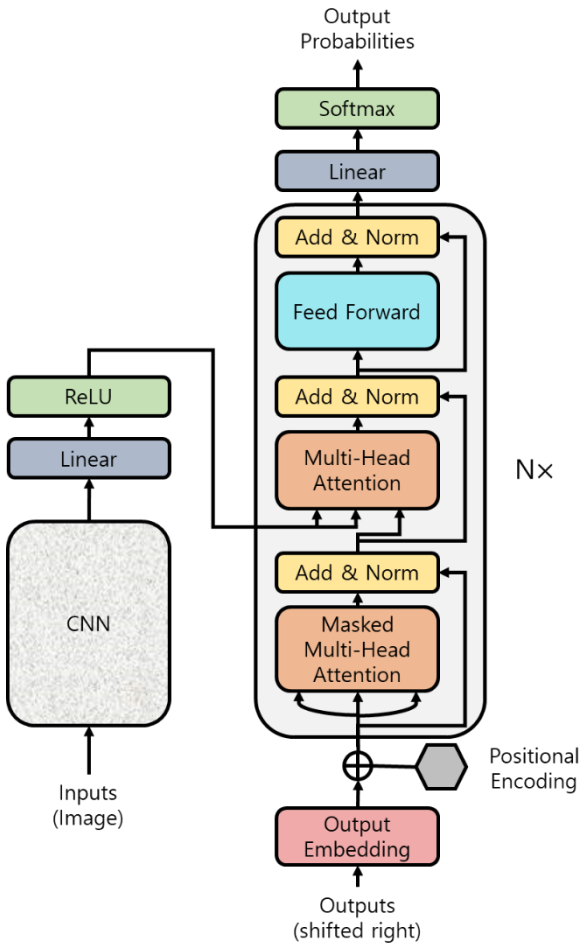 Output
Probabilities
Softmax
Linear
Add & Norm
Feed Forward
ReLU
Add & Norm
Linear
Multi-Head
Attention
N×
CNN
Add & Norm
Masked
Multi-Head
Attention
Inputs
(Image)
Positional
Encoding
Output
Embedding
Outputs
(shifted right)